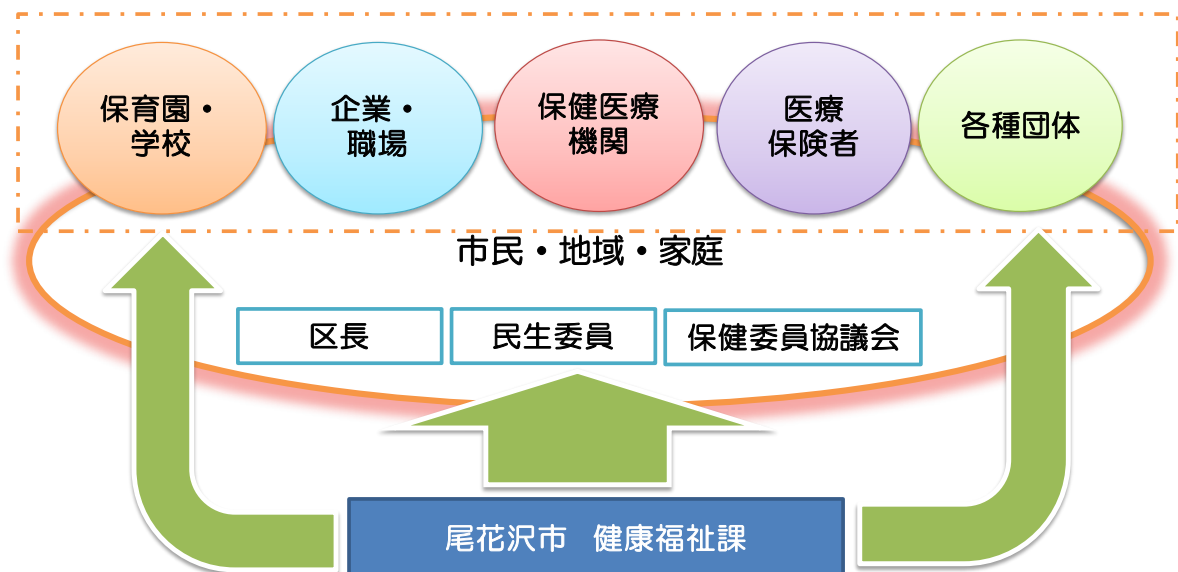 保育園・
学校
企業・
職場
保健医療
機関
医療
保険者
各種団体
市民・地域・家庭
区長
民生委員
保健委員協議会
尾花沢市 健康福祉課